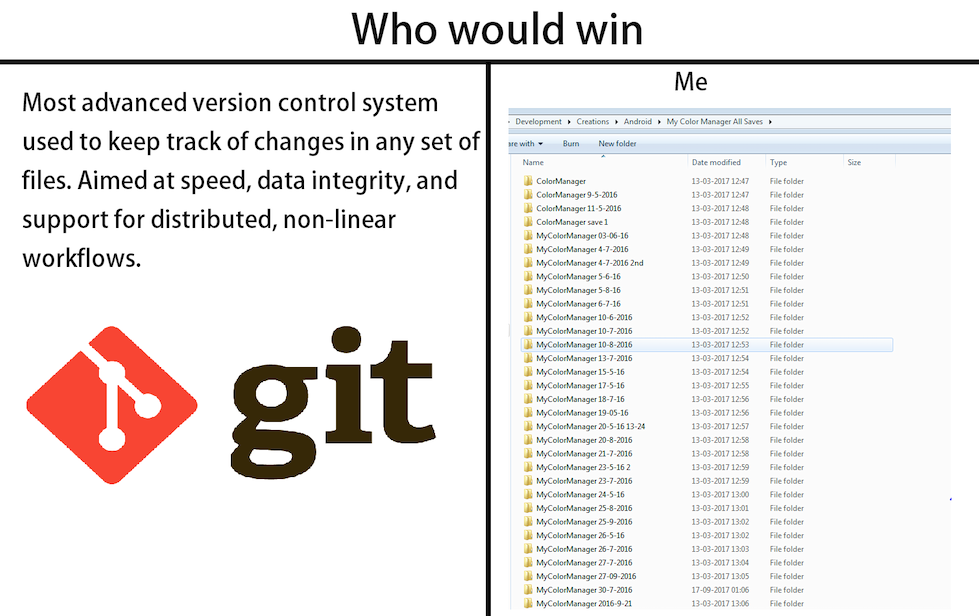 Who would win
Most advanced version control system
used to keep track of changes in any set of
files. Aimed at speed, data integrity, and
support for distributed, non-linear
workflows.
git
Me
Development ▸ Creations ▸ Android ▸ My Color Manager All Saves ▸
are with ▾ Burn New folder
Name Date modified Type Size
ColorManager 13-03-2017 12:47 File folder
ColorManager 9-5-2016 13-03-2017 12:47 File folder
ColorManager 11-5-2016 13-03-2017 12:48 File folder
ColorManager save 1 13-03-2017 12:48 File folder
MyColorManager 03-06-16 13-03-2017 12:48 File folder
MyColorManager 4-7-2016 13-03-2017 12:49 File folder
MyColorManager 4-7-2016 2nd 13-03-2017 12:49 File folder
MyColorManager 5-6-16 13-03-2017 12:50 File folder
MyColorManager 5-8-16 13-03-2017 12:51 File folder
MyColorManager 6-7-16 13-03-2017 12:51 File folder
MyColorManager 10-6-2016 13-03-2017 12:52 File folder
MyColorManager 10-7-2016 13-03-2017 12:52 File folder
MyColorManager 10-8-2016 13-03-2017 12:53 File folder
MyColorManager 13-7-2016 13-03-2017 12:54 File folder
MyColorManager 15-5-16 13-03-2017 12:54 File folder
MyColorManager 17-5-16 13-03-2017 12:55 File folder
MyColorManager 18-7-16 13-03-2017 12:56 File folder
MyColorManager 19-05-16 13-03-2017 12:56 File folder
MyColorManager 20-5-16 13-24 13-03-2017 12:57 File folder
MyColorManager 20-8-2016 13-03-2017 12:58 File folder
MyColorManager 21-7-2016 13-03-2017 12:58 File folder
MyColorManager 23-5-16 2 13-03-2017 12:59 File folder
MyColorManager 23-7-2016 13-03-2017 12:59 File folder
MyColorManager 24-5-16 13-03-2017 13:00 File folder
MyColorManager 25-8-2016 13-03-2017 13:01 File folder
MyColorManager 25-9-2016 13-03-2017 13:02 File folder
MyColorManager 26-5-16 13-03-2017 13:02 File folder
MyColorManager 26-7-2016 13-03-2017 13:03 File folder
MyColorManager 27-7-2016 13-03-2017 13:04 File folder
MyColorManager 27-09-2016 13-03-2017 13:05 File folder
MyColorManager 30-7-2016 17-09-2017 01:06 File folder
MyColorManager 2016-9-21 13-03-2017 13:06 File folder